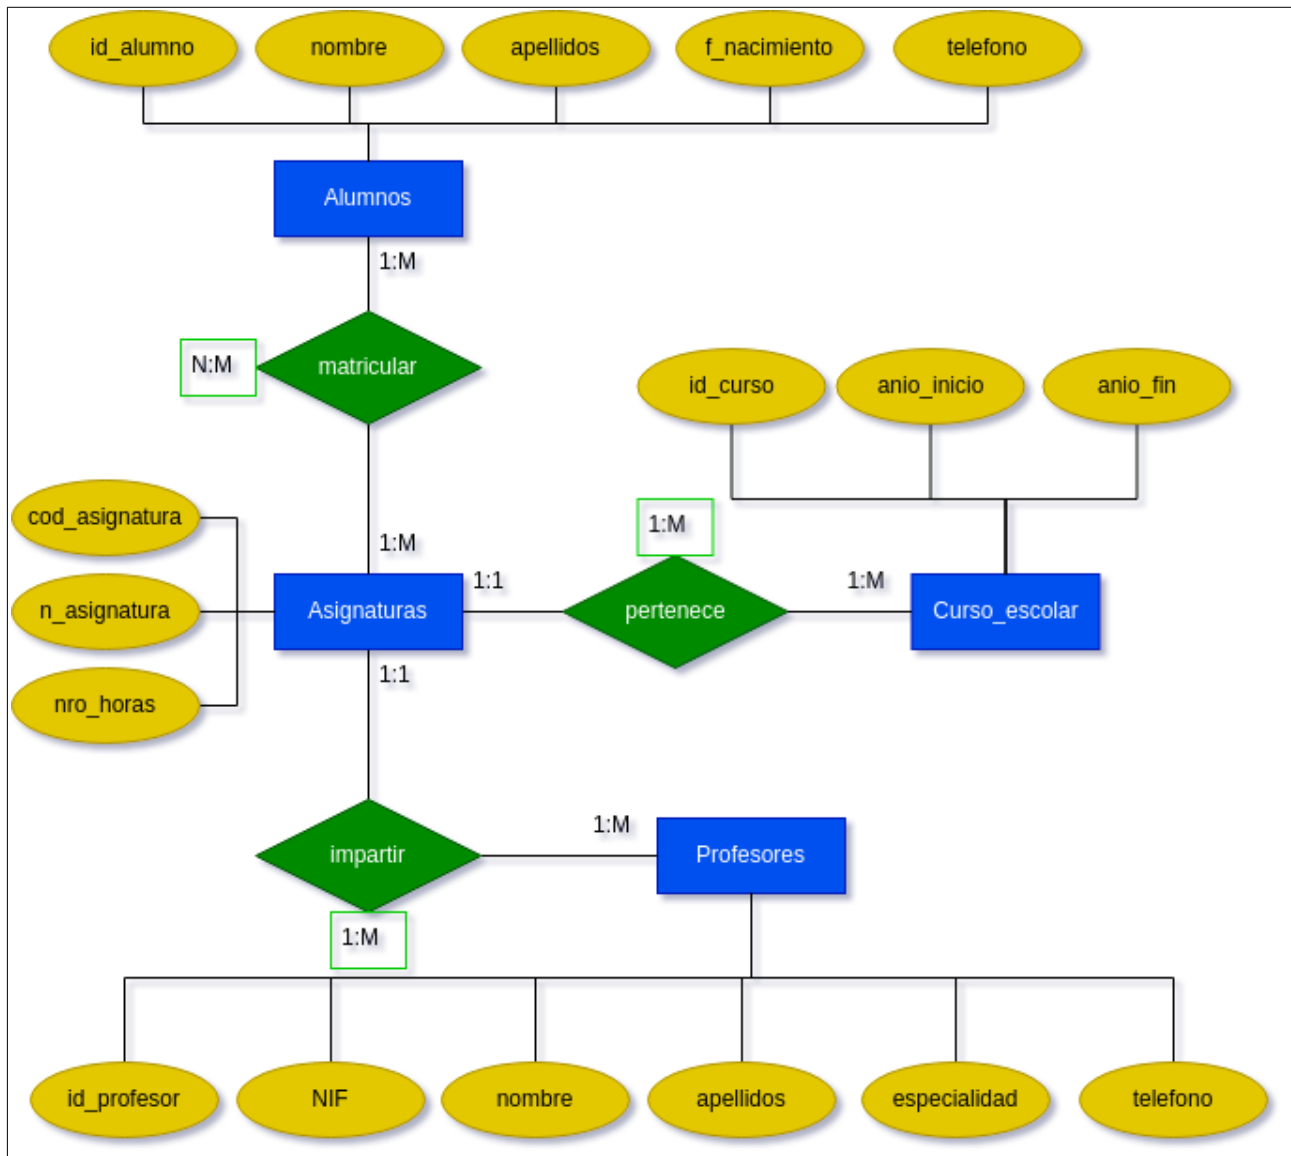 id_alumno
nombre
apellidos
f_nacimiento
telefono
Alumnos
1:M
N:M
matricular
id_curso
anio_inicio
anio_fin
cod_asignatura
1:M
1:M
1:1
1:M
n_asignatura
Asignaturas
pertenece
Curso_escolar
1:1
nro_horas
1:M
impartir
Profesores
1:M
id_profesor
NIF
nombre
apellidos
especialidad
telefono